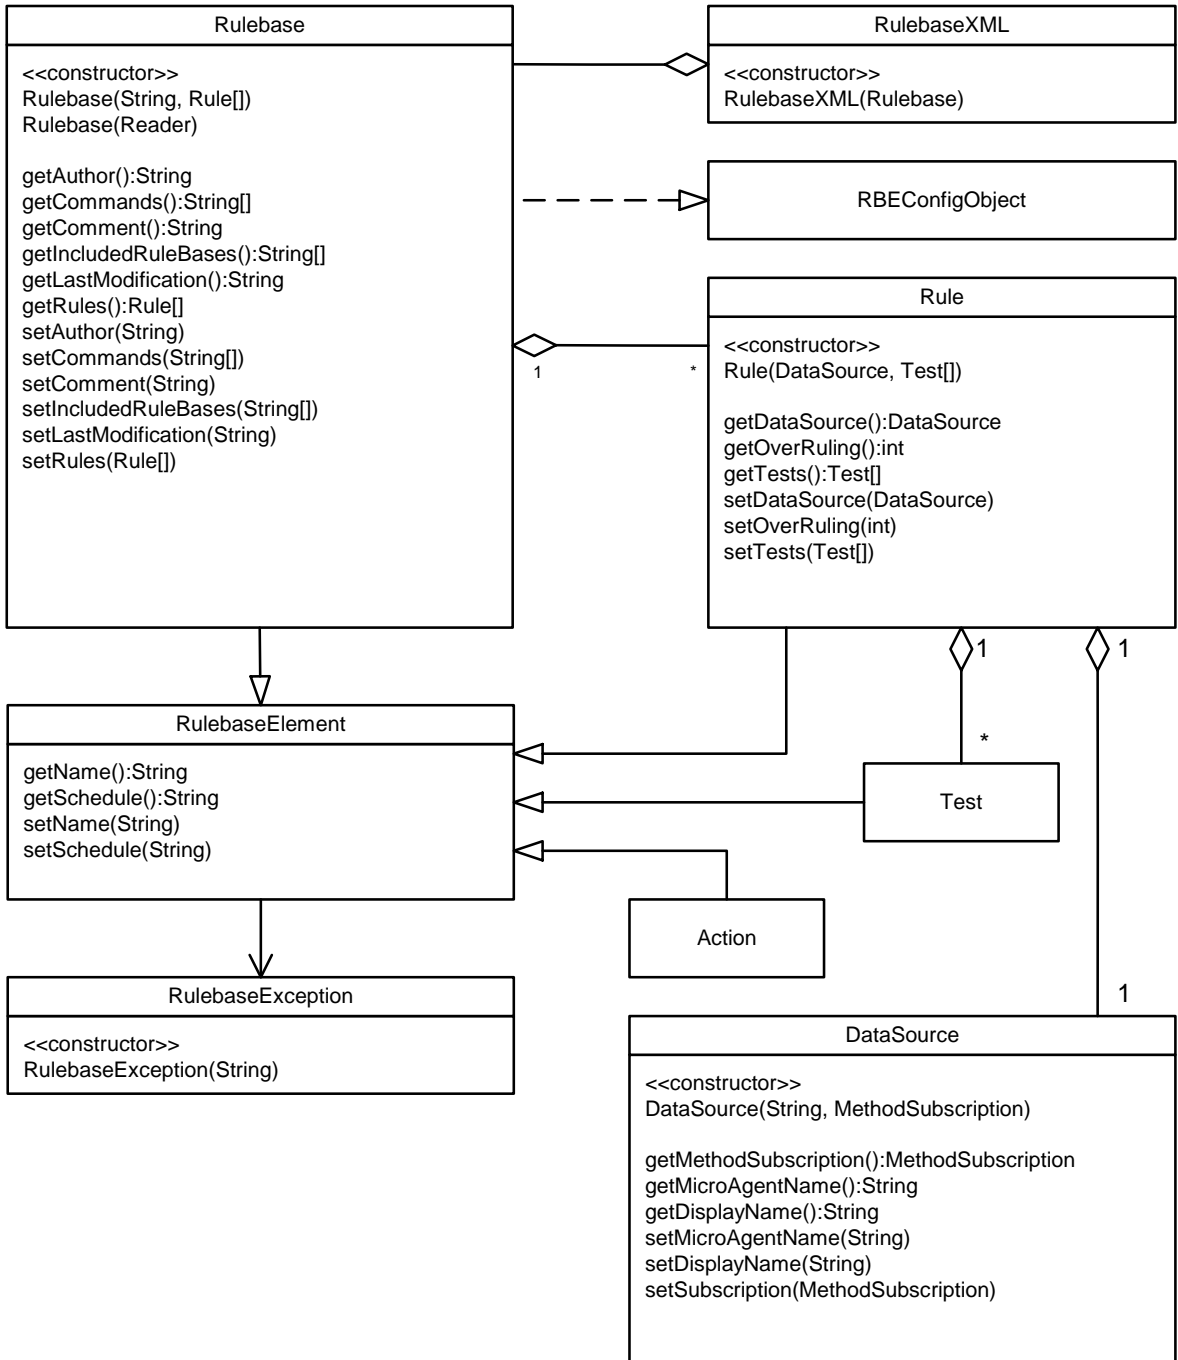 Rulebase
<<constructor>>
Rulebase(String, Rule[])
Rulebase(Reader)
getAuthor():String
getCommands():String[]
getComment():String
getIncludedRuleBases():String[]
getLastModification():String
getRules():Rule[]
setAuthor(String)
setCommands(String[])
setComment(String)
setIncludedRuleBases(String[])
setLastModification(String)
setRules(Rule[])
RulebaseXML
<<constructor>>
RulebaseXML(Rulebase)
RBEConfigObject
1
*
Rule
<<constructor>>
Rule(DataSource, Test[])
getDataSource():DataSource
getOverRuling():int
getTests():Test[]
setDataSource(DataSource)
setOverRuling(int)
setTests(Test[])
1
1
*
RulebaseElement
getName():String
getSchedule():String
setName(String)
setSchedule(String)
Test
Action
RulebaseException
<<constructor>>
RulebaseException(String)
1
DataSource
<<constructor>>
DataSource(String, MethodSubscription)
getMethodSubscription():MethodSubscription
getMicroAgentName():String
getDisplayName():String
setMicroAgentName(String)
setDisplayName(String)
setSubscription(MethodSubscription)